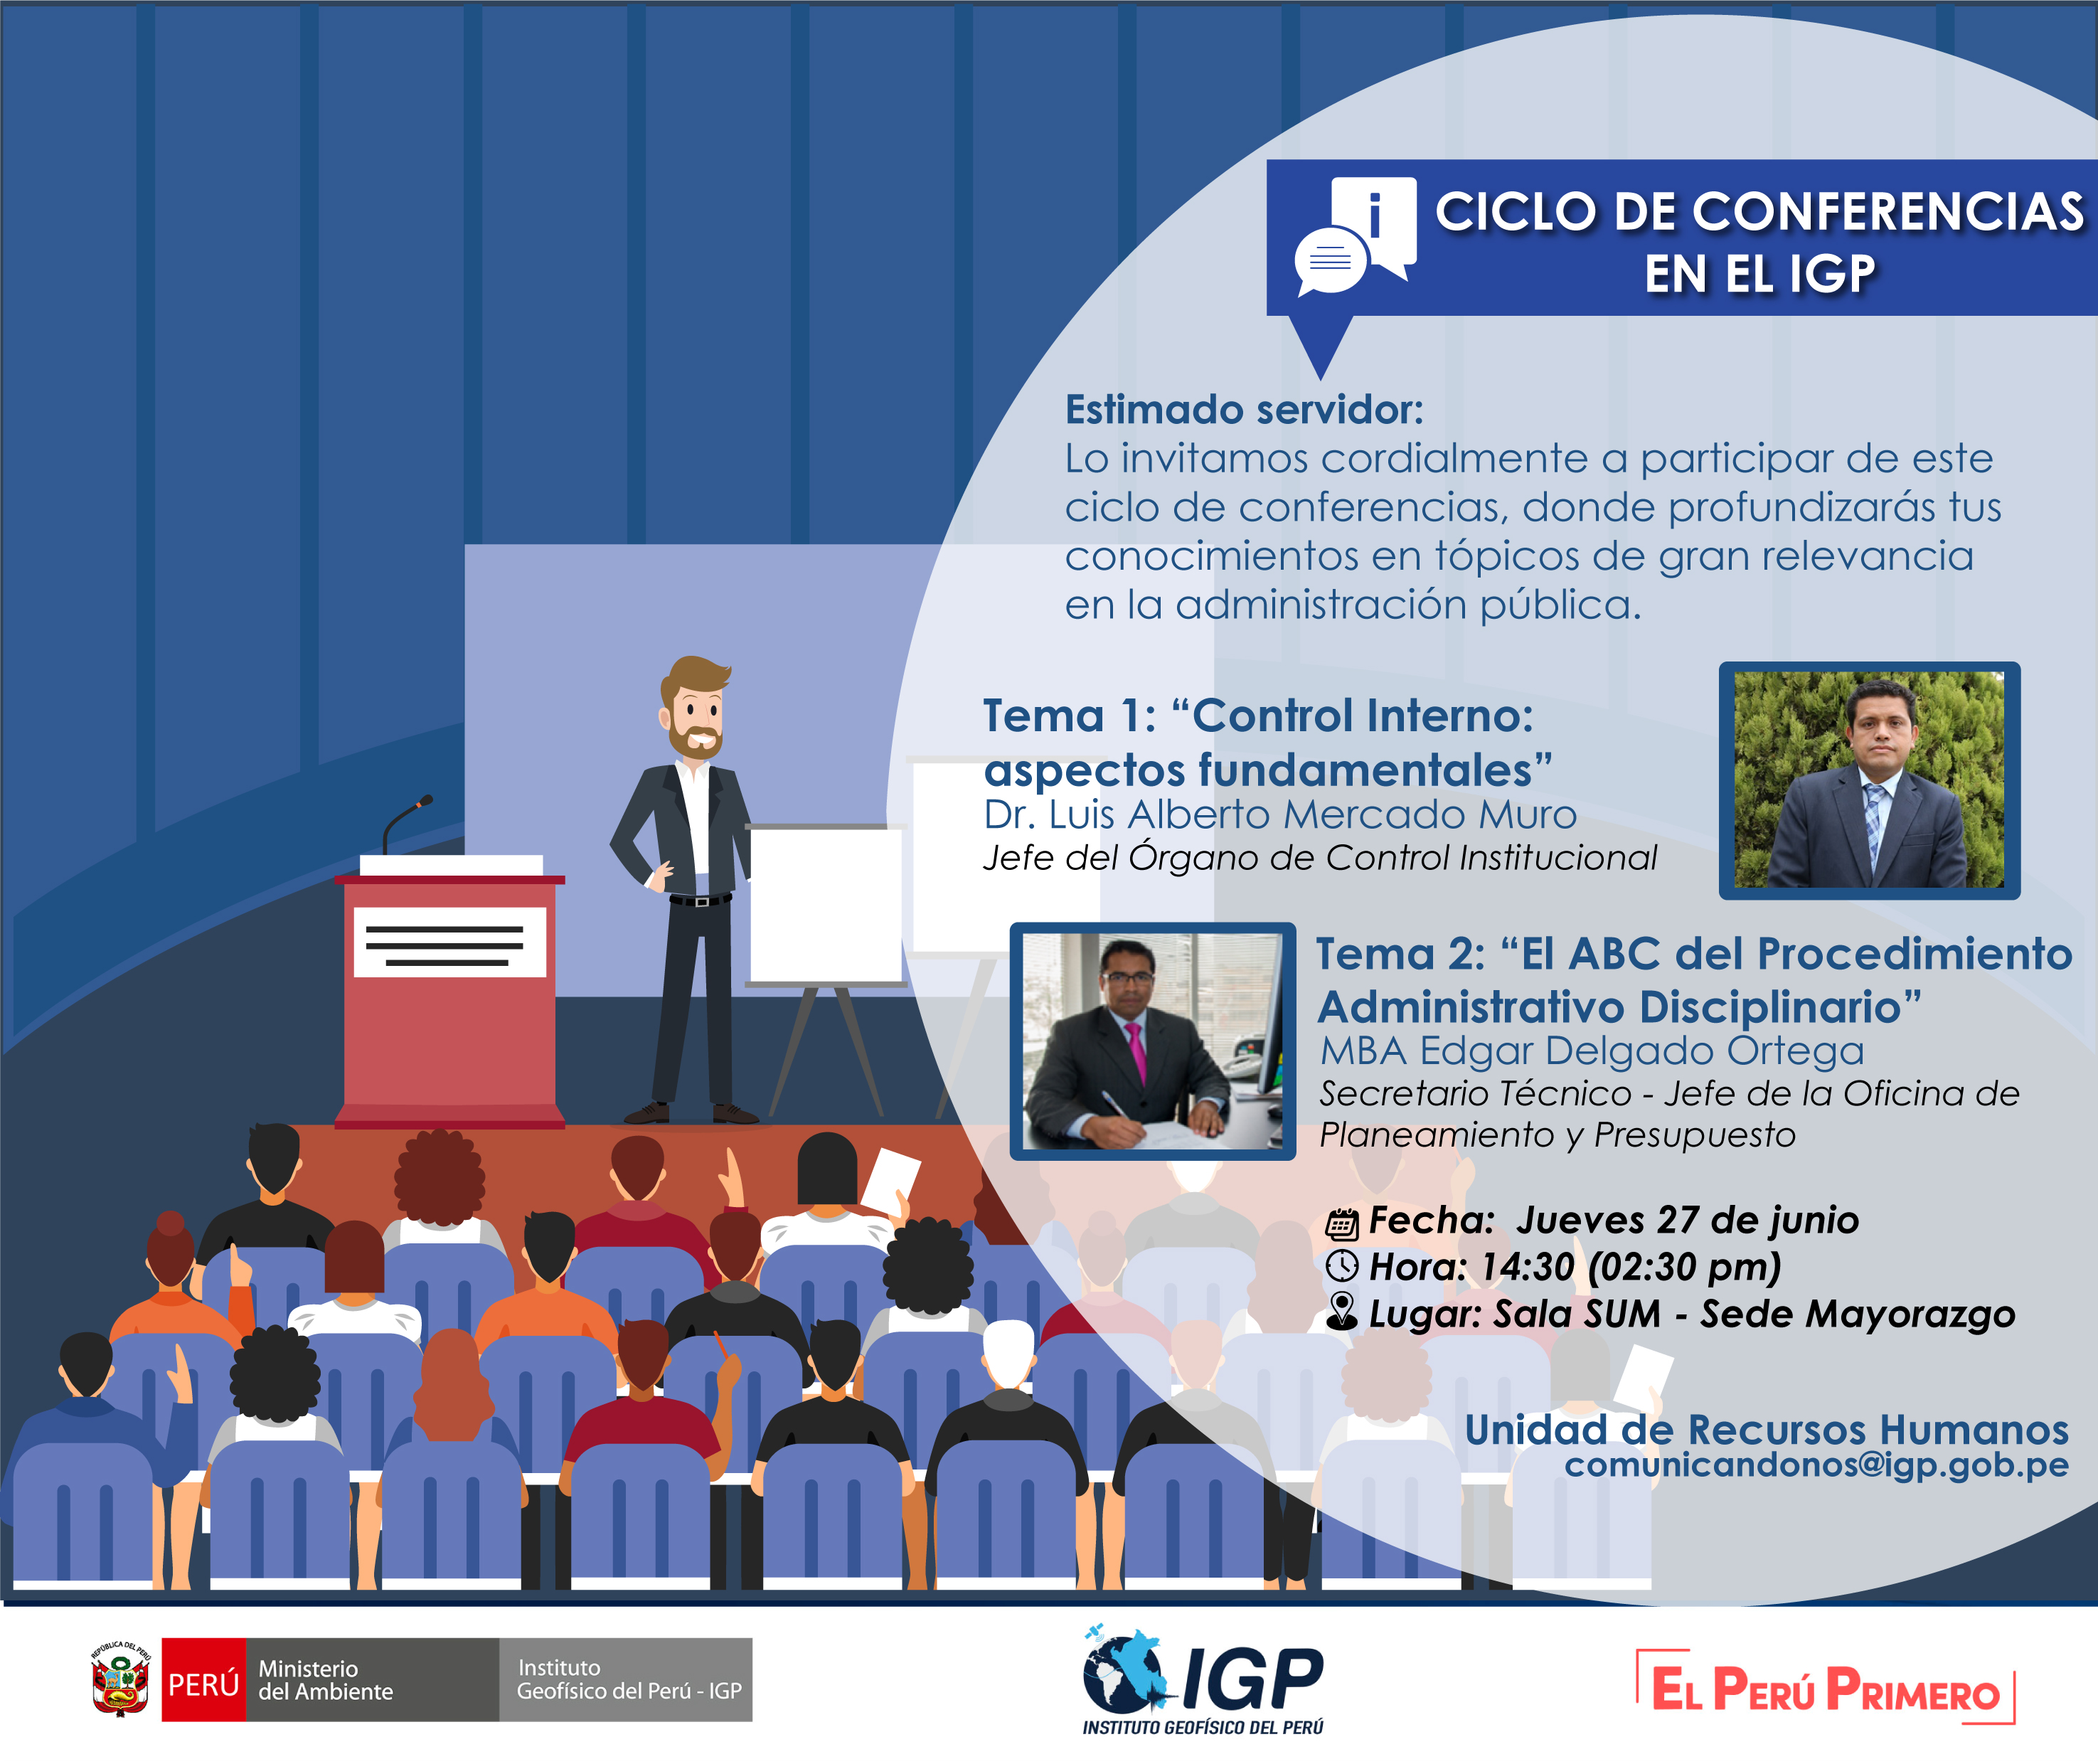 i
CICLO DE CONFERENCIAS
EN EL IGP
Estimado servidor:
Lo invitamos cordialmente a participar de este
ciclo de conferencias, donde profundizarás tus
conocimientos en tópicos de gran relevancia
en la administración pública.
Tema 1: “Control Interno:
aspectos fundamentales”
Dr. Luis Alberto Mercado Muro
Jefe del Órgano de Control Institucional
Tema 2: “El ABC del Procedimiento
Administrativo Disciplinario”
MBA Edgar Delgado Ortega
Secretario Técnico - Jefe de la Oficina de
Planeamiento y Presupuesto
Fecha: Jueves 27 de junio
Hora: 14:30 (02:30 pm)
Lugar: Sala SUM - Sede Mayorazgo
Unidad de Recursos Humanos
comunicandonos@igp.gob.pe
REPÚBLICA DEL PERÚ
PERÚ
Ministerio
del Ambiente
Instituto
Geofísico del Perú - IGP
IGP
INSTITUTO GEOFÍSICO DEL PERÚ
EL PERÚ PRIMERO